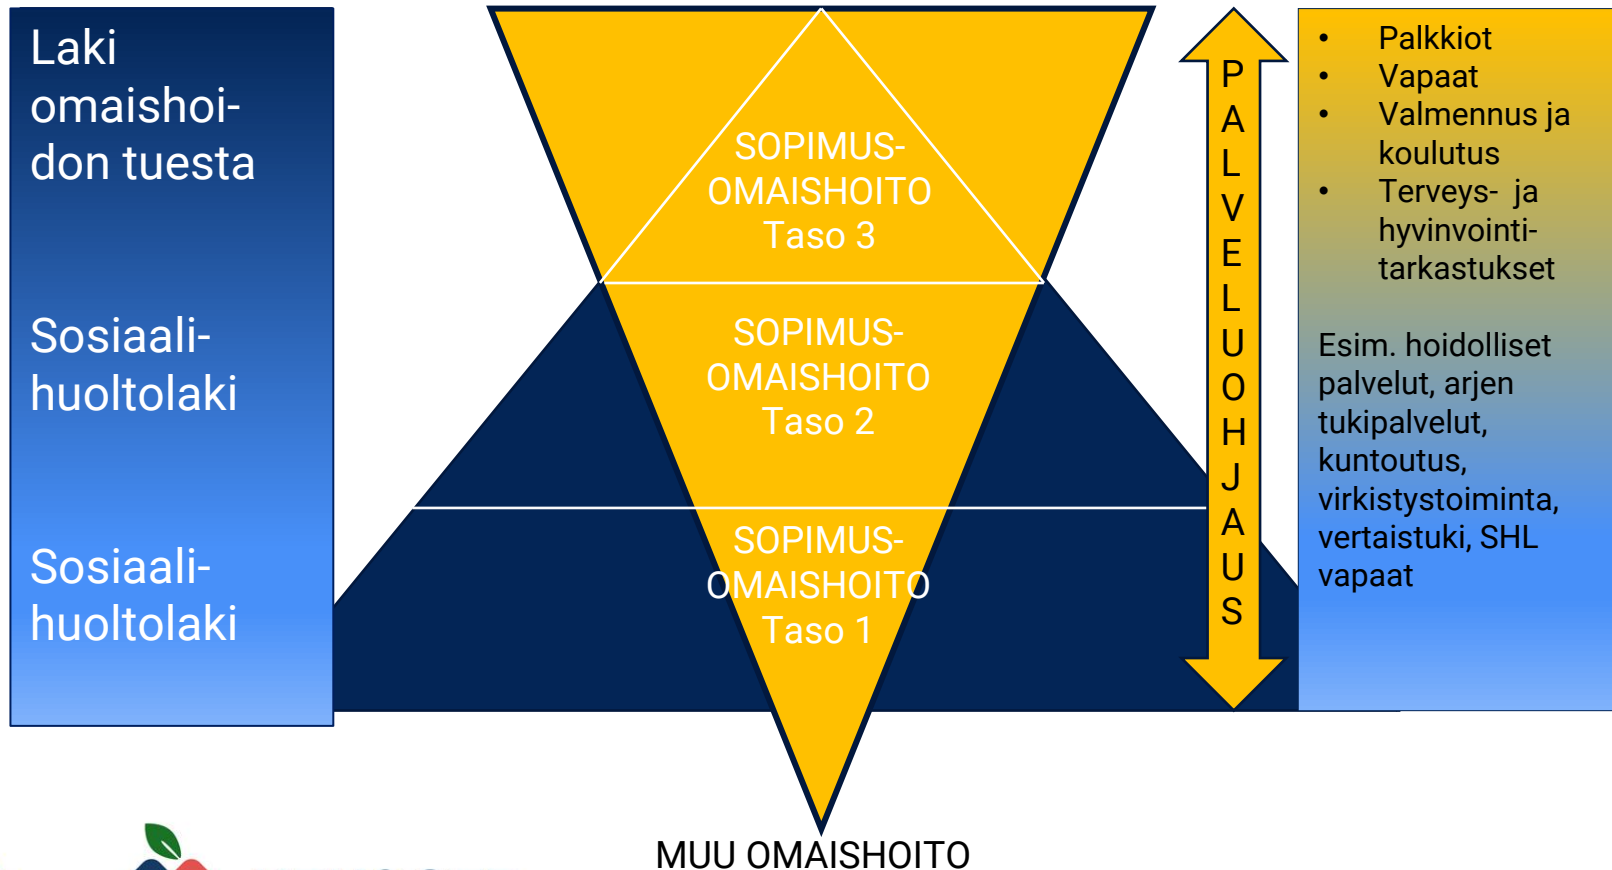 Laki
omaishoi-
don tuesta
Sosiaali-
huoltolaki
Sosiaali-
huoltolaki
SOPIMUS-
OMAISHOITO
Taso 3
SOPIMUS-
OMAISHOITO
Taso 2
SOPIMUS-
OMAISHOITO
Taso 1
MUU OMAISHOITO
P
A
L
V
E
L
U
O
H
J
A
U
S
• Palkkiot
• Vapaat
• Valmennus ja
koulutus
• Terveys- ja
hyvinvointi-
tarkastukset
Esim. hoidolliset
palvelut, arjen
tukipalvelut,
kuntoutus,
virkistystoiminta,
vertaistuki, SHL
vapaat